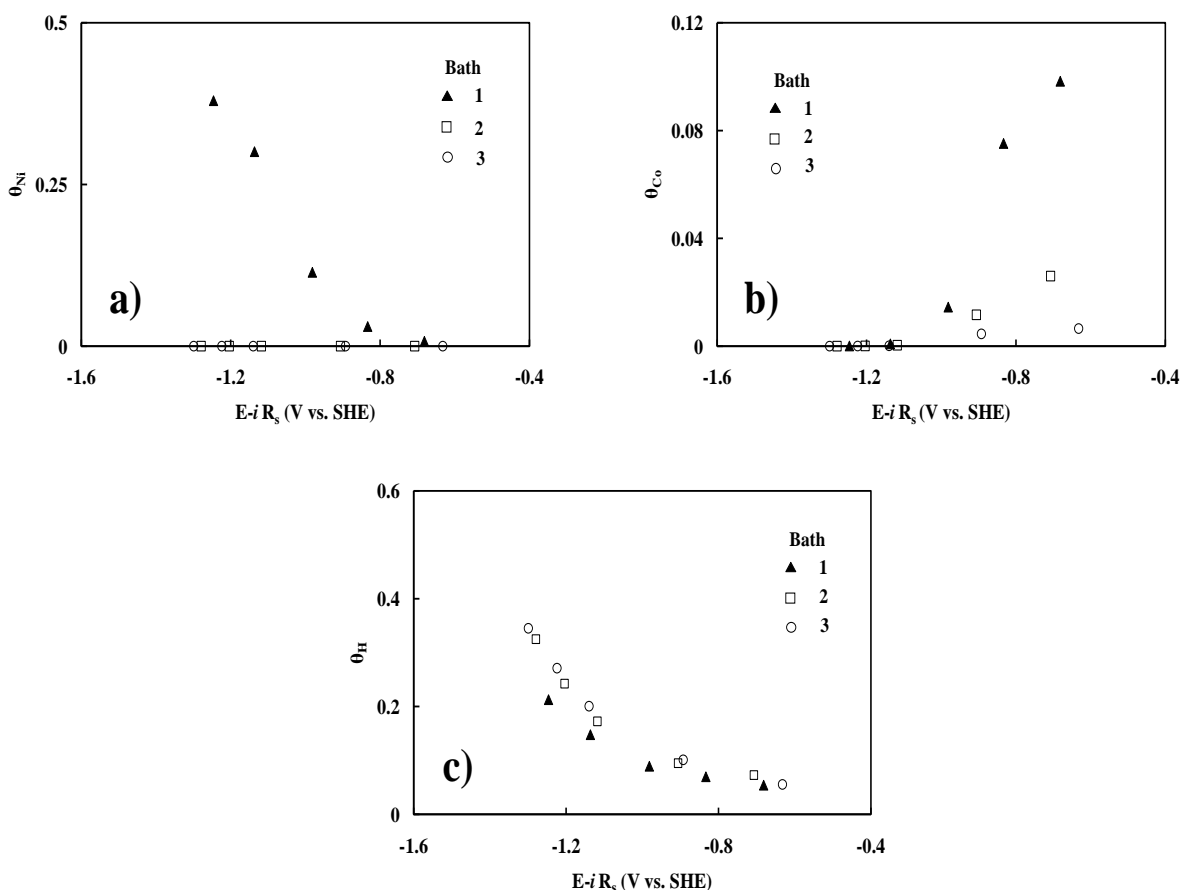 0.5
Bath
1
2
3
0.25
θNi
a)
0
-1.6
-1.2
-0.8
-0.4
E-i Rs (V vs. SHE)
0.12
Bath
1
2
3
0.08
θCo
0.04
b)
0
-1.6
-1.2
-0.8
-0.4
E-i Rs (V vs. SHE)
0.6
Bath
1
2
3
0.4
θH
0.2
c)
0
-1.6
-1.2
-0.8
-0.4
E-i Rs (V vs. SHE)